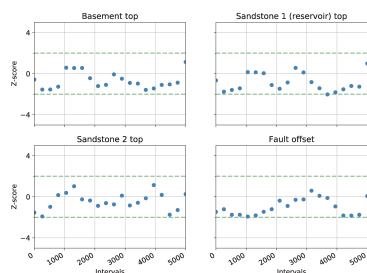 Basement top
Sandstone 1 (reservoir) top
4
0
−4
Z-score
Sandstone 2 top
Fault offset
4
0
−4
Z-score
0 1000 2000 3000 4000 5000
0 1000 2000 3000 4000 5000
Intervals
Intervals